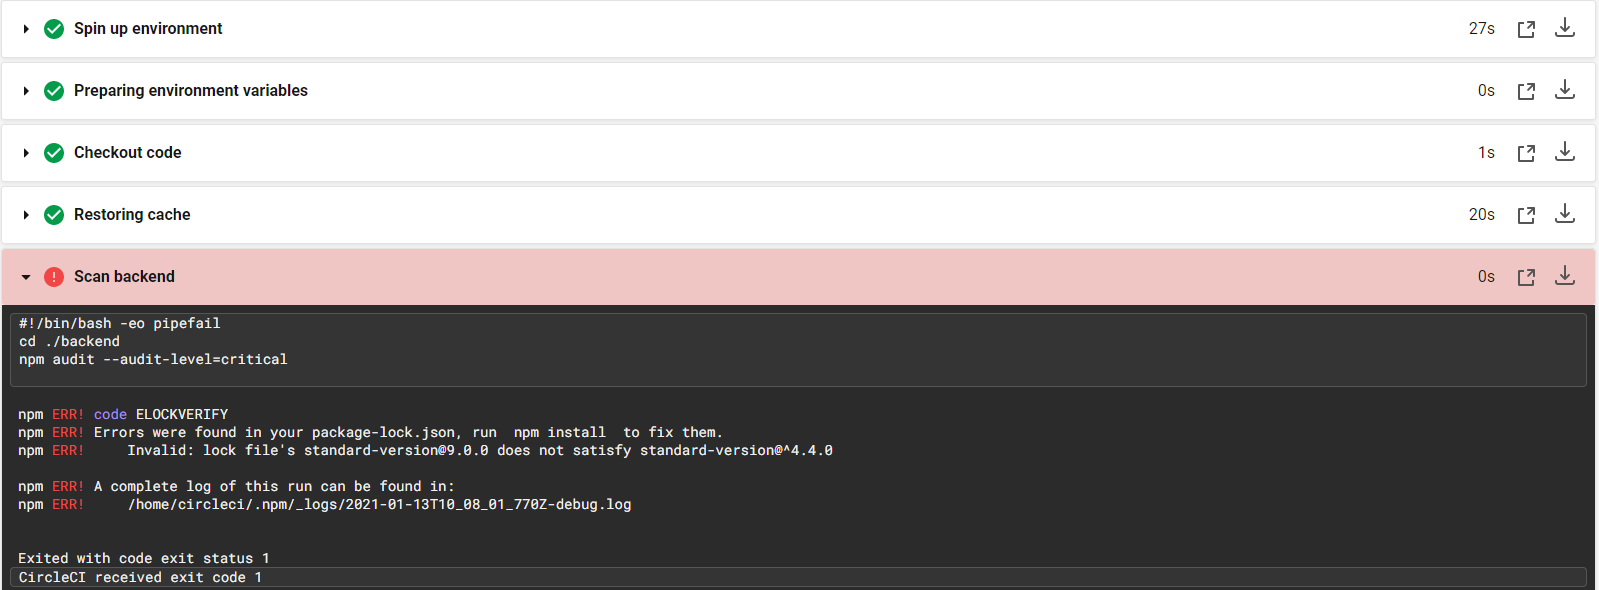 Spin up environment 27s
Preparing environment variables 0s
Checkout code 1s
Restoring cache 20s
Scan backend 0s
#!/bin/bash -eo pipefail
cd ./backend
npm audit --audit-level=critical
npm ERR! code ELOCKVERIFY
npm ERR! Errors were found in your package-lock.json, run  npm install  to fix them.
npm ERR!     Invalid: lock file's standard-version@9.0.0 does not satisfy standard-version@^4.4.0
npm ERR! A complete log of this run can be found in:
npm ERR!     /home/circleci/.npm/_logs/2021-01-13T10_08_01_770Z-debug.log
Exited with code exit status 1
CircleCI received exit code 1